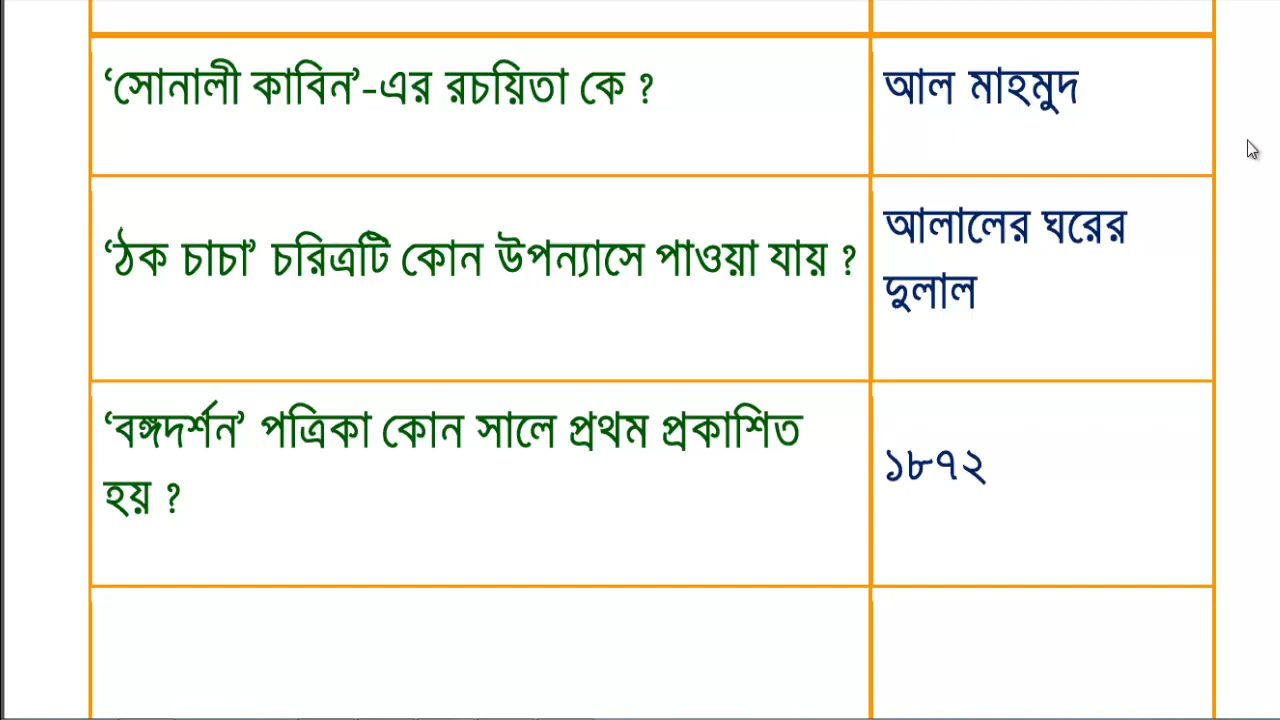 ‘সোনালী কাবিন’-এর রচয়িতা কে ?
আল মাহমুদ
‘ঠক চাচা’ চরিত্রটি কোন উপন্যাসে পাওয়া যায় ?
আলালের ঘরের
দুলাল
‘বঙ্গদর্শন’ পত্রিকা কোন সালে প্রথম প্রকাশিত
হয় ?
১৮৭২